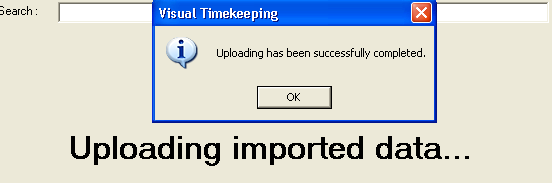 Visual Timekeeping
Search :
Uploading has been successfully completed.
OK
Uploading imported data...